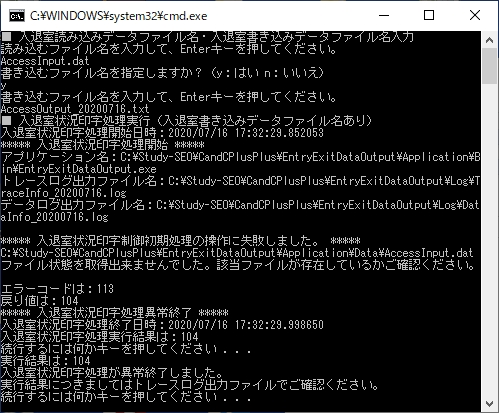 C:¥WINDOWS¥system32¥cmd.exe
■ 入退室読み込みデータファイル名・入退室書き込みデータファイル名入力
読み込むファイル名を入力して、Enterキーを押してください。
AccessInput.dat
書き込むファイル名を指定しますか？（y：はい n：いいえ）
y
書き込むファイル名を入力して、Enterキーを押してください。
AccessOutput_20200716.txt
■ 入退室状況印字処理実行（入退室書き込みデータファイル名あり）
入退室状況印字処理開始日時：2020/07/16 17:32:29.852053
***** 入退室状況印字処理開始 *****
アプリケーション名：C:¥Study-SEO¥CandCPlusPlus¥EntryExitDataOutput¥Application¥B
in¥EntryExitDataOutput.exe
トレースログ出力ファイル名：C:¥Study-SEO¥CandCPlusPlus¥EntryExitDataOutput¥Log¥T
raceInfo_20200716.log
データログ出力ファイル名：C:¥Study-SEO¥CandCPlusPlus¥EntryExitDataOutput¥Log¥Dat
aInfo_20200716.log
***** 入退室状況印字制御初期処理の操作に失敗しました。 *****
C:¥Study-SEO¥CandCPlusPlus¥EntryExitDataOutput¥Application¥Data¥AccessInput.dat
ファイル状態を取得出来ませんでした。該当ファイルが存在しているかご確認ください。
エラーコードは：113
戻り値は：104
***** 入退室状況印字処理異常終了 *****
入退室状況印字処理終了日時：2020/07/16 17:32:29.998650
入退室状況印字処理実行結果は：104
続行するには何かキーを押してください . . .
実行結果は：104
入退室状況印字処理が異常終了しました。
実行結果につきましてはトレースログ出力ファイルでご確認ください。
続行するには何かキーを押してください . . .